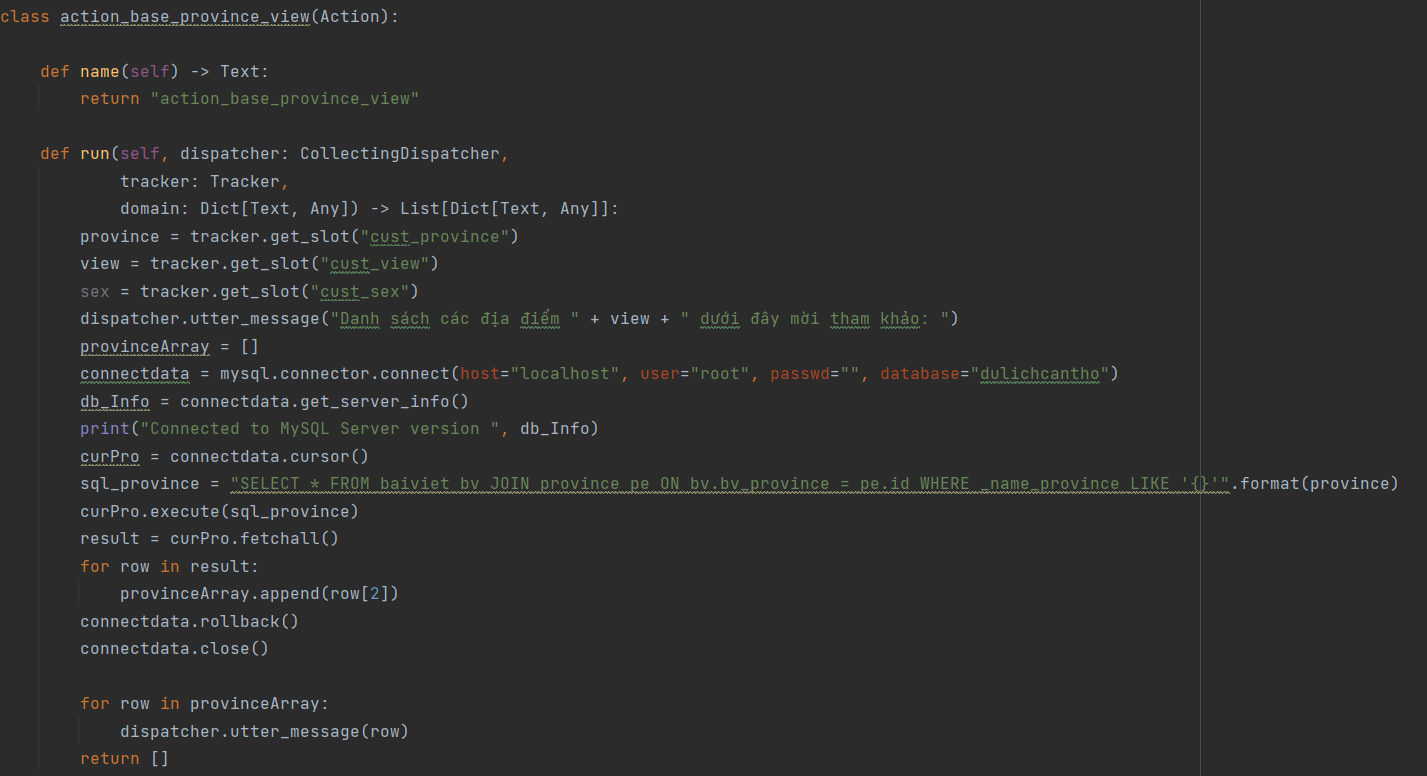 class action_base_province_view(Action):
def name(self) -> Text:
return "action_base_province_view"
def run(self, dispatcher: CollectingDispatcher,
tracker: Tracker,
domain: Dict[Text, Any]) -> List[Dict[Text, Any]]:
province = tracker.get_slot("cust_province")
view = tracker.get_slot("cust_view")
sex = tracker.get_slot("cust_sex")
dispatcher.utter_message("Danh sách các địa điểm " + view + " dưới đây mời tham khảo: ")
provinceArray = []
connectdata = mysql.connector.connect(host="localhost", user="root", passwd="", database="dulichcantho")
db_Info = connectdata.get_server_info()
print("Connected to MySQL Server version ", db_Info)
curPro = connectdata.cursor()
sql_province = "SELECT * FROM baiviet bv JOIN province pe ON bv.bv_province = pe.id WHERE _name_province LIKE '{}'".format(province)
curPro.execute(sql_province)
result = curPro.fetchall()
for row in result:
provinceArray.append(row[2])
connectdata.rollback()
connectdata.close()
for row in provinceArray:
dispatcher.utter_message(row)
return []